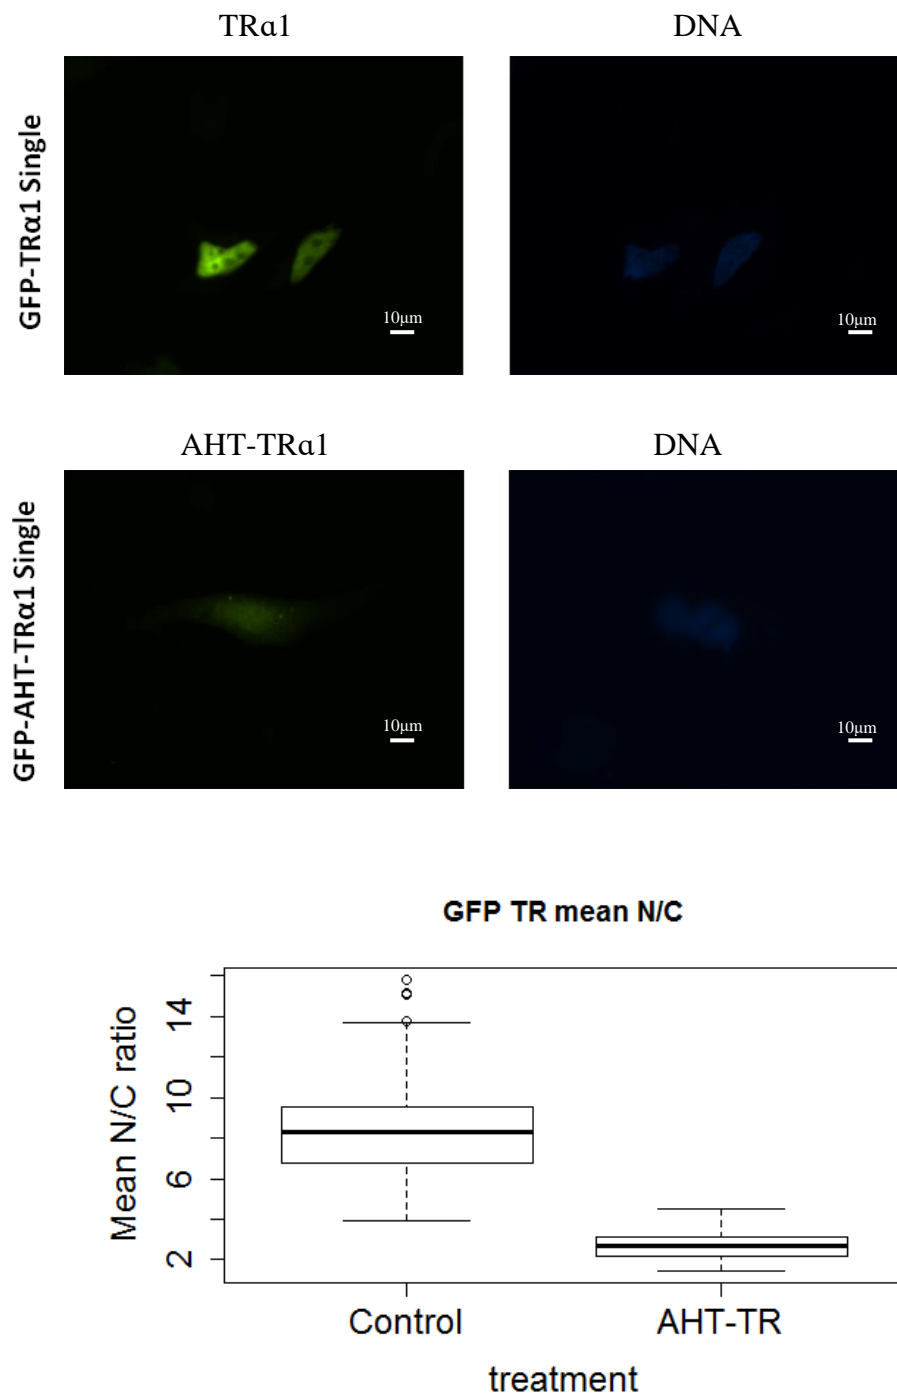 TRα1
DNA
GFP-TRα1 Single
10μm
10μm
AHT-TRα1
DNA
GFP-AHT-TRα1 Single
10μm
10μm
GFP TR mean N/C
Mean N/C ratio
14
10
6
2
Control
AHT-TR
treatment